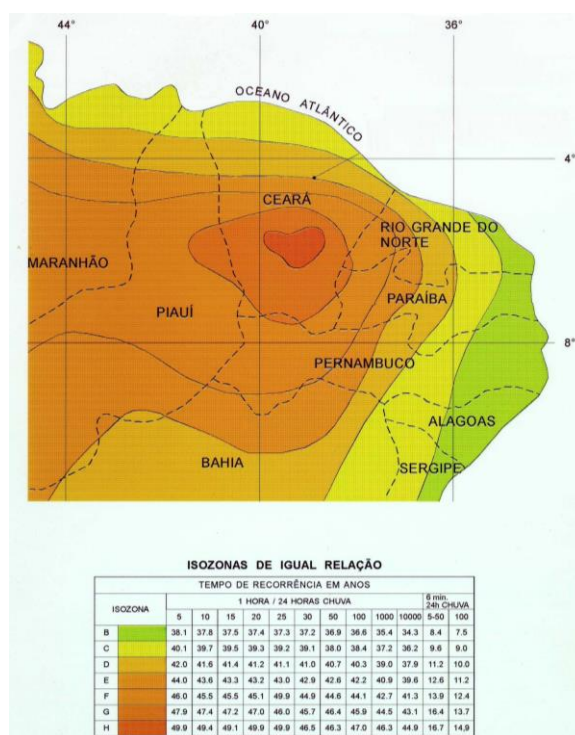 44° 40° 36°
OCEANO ATLÂNTICO
4°
CEARÁ
RIO GRANDE DO
NORTE
MARANHÃO
PARAÍBA
PIAUÍ
8°
PERNAMBUCO
ALAGOAS
BAHIA
SERGIPE
ISOZONAS DE IGUAL RELAÇÃO
TEMPO DE RECORRÊNCIA EM ANOS
ISOZONA 1 HORA / 24 HORAS CHUVA 6 min. 24h CHUVA
5 10 15 20 25 30 50 100 1000 10000 5-50 100
B 38.1 37.8 37.5 37.4 37.3 37.2 36.9 36.6 35.4 34.3 8.4 7.5
C 40.1 39.7 39.5 39.3 39.2 39.1 38.0 38.4 37.2 36.2 9.6 9.0
D 42.0 41.6 41.4 41.2 41.1 41.0 40.7 40.3 39.0 37.9 11.2 10.0
E 44.0 43.6 43.3 43.2 43.0 42.9 42.6 42.2 40.9 39.6 12.6 11.2
F 46.0 45.5 45.5 45.1 49.9 44.9 44.6 44.1 42.7 41.3 13.9 12.4
G 47.9 47.4 47.2 47.0 46.0 45.7 46.4 45.9 44.5 43.1 16.4 13.7
H 49.9 49.4 49.1 49.9 49.9 46.5 46.3 47.0 46.3 44.9 16.7 14.9